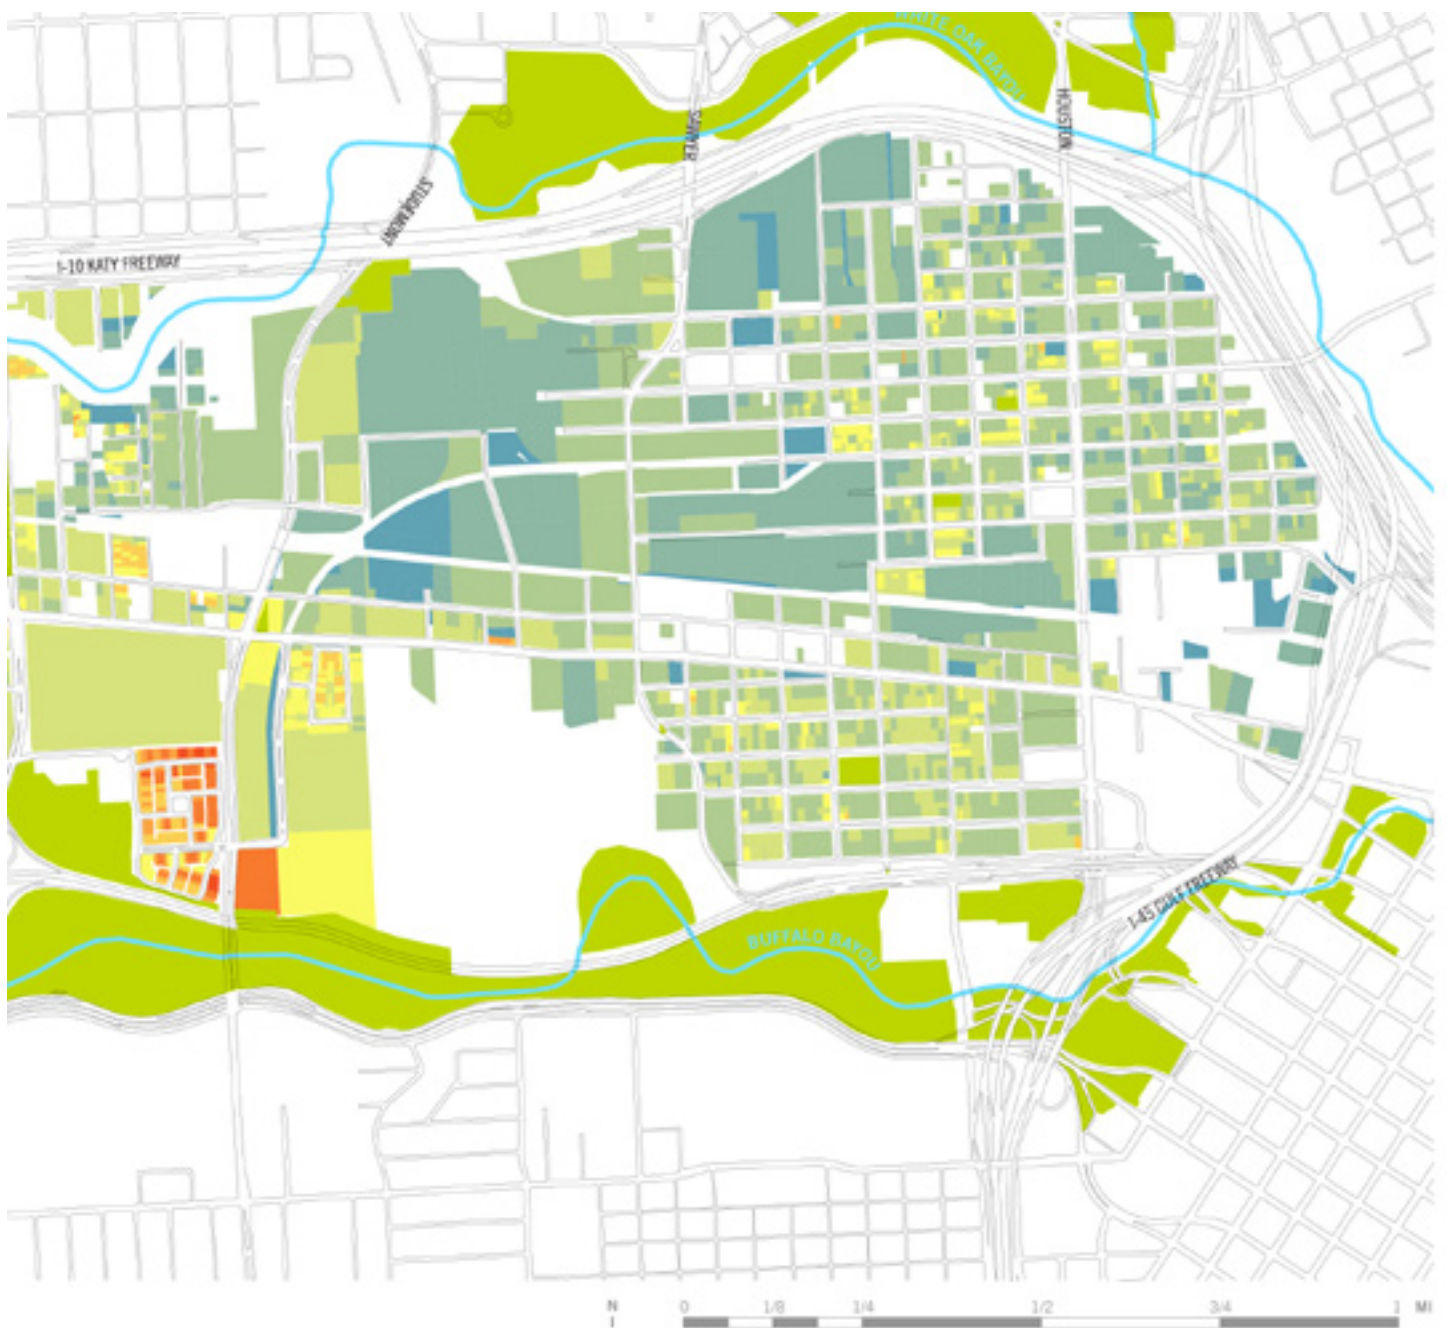 WHITE OAK BAYOU
HOUSTON
SAWYER
STUDEMONT
I-10 KATY FREEWAY
I-45 GULF FREEWAY
BUFFALO BAYOU
N 0 1/8 1/4 1/2 3/4 1 MI